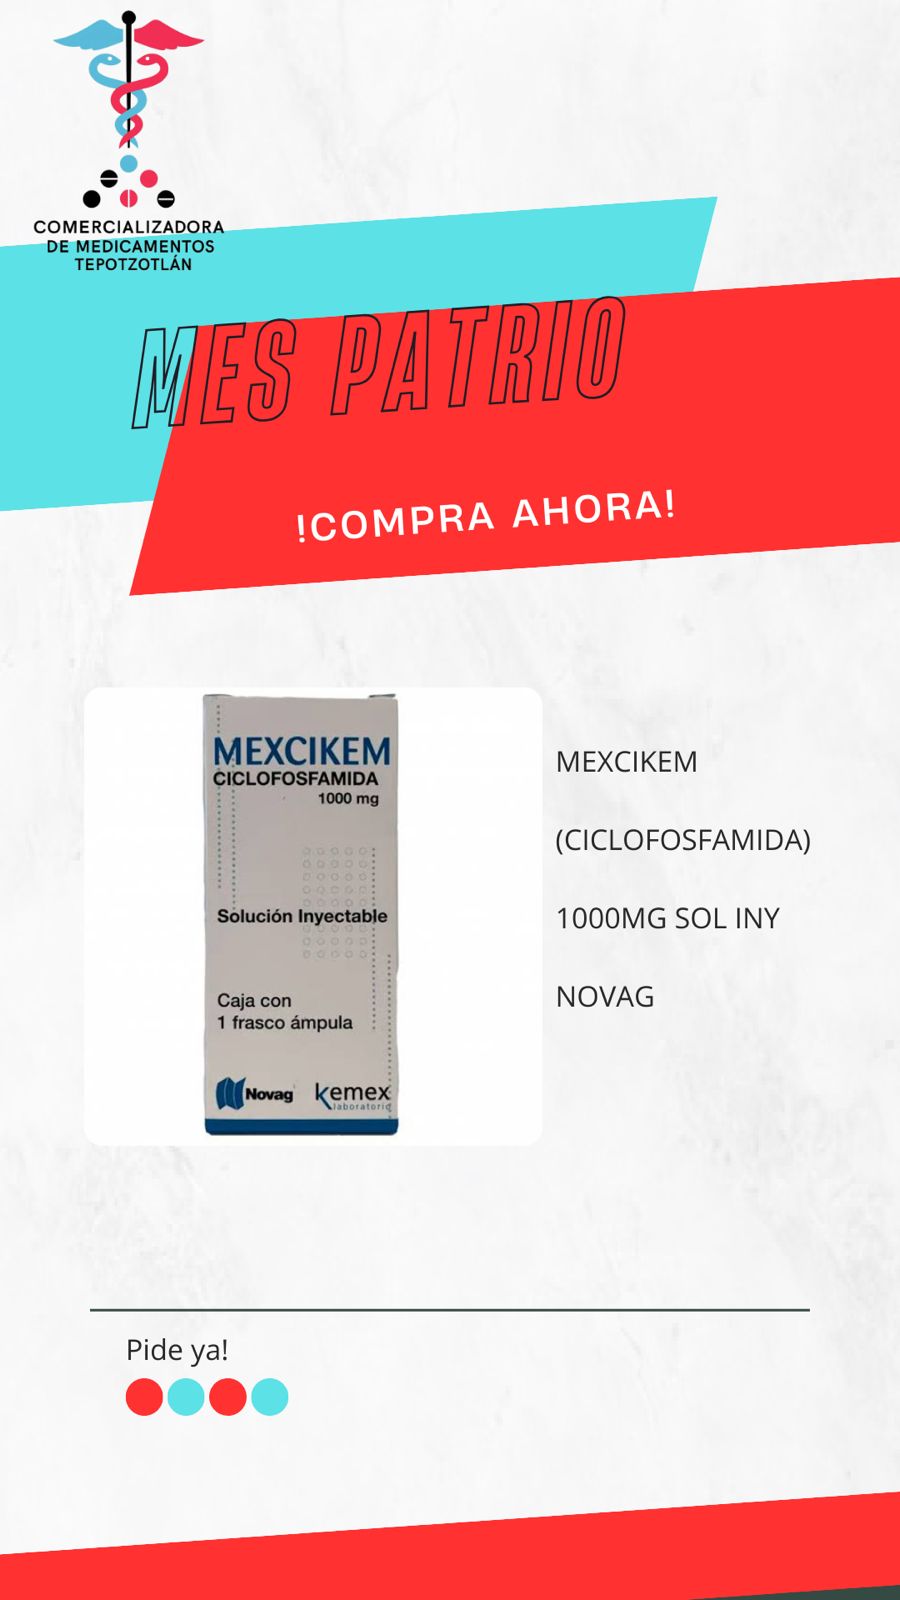 COMERCIALIZADORA
DE MEDICAMENTOS
TEPOTZOTLÁN
MES PATRIO
!COMPRA AHORA!
MEXCIKEM
CICLOFOSFAMIDA
1000 mg
Solución Inyectable
Caja con
1 frasco ámpula
Novag
Kemex
laboratorio
MEXCIKEM
(CICLOFOSFAMIDA)
1000MG SOL INY
NOVAG
Pide ya!